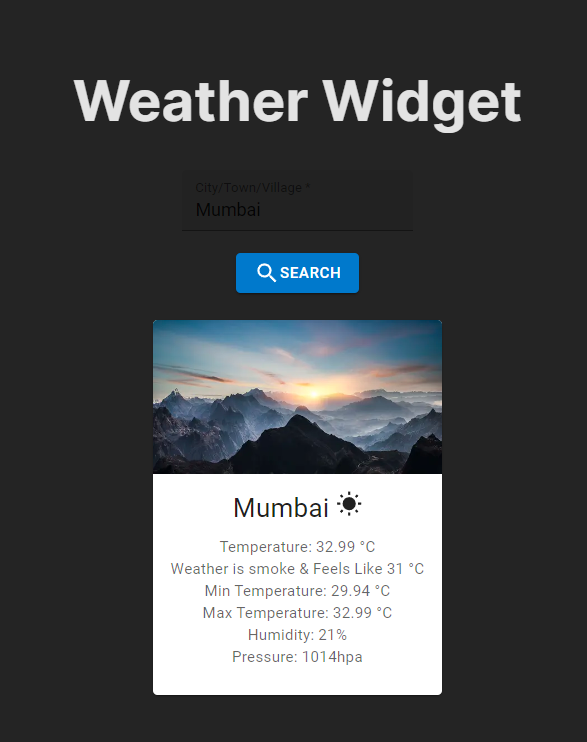 Weather Widget
City/Town/Village *
Mumbai
SEARCH
Mumbai
Temperature: 32.99 °C
Weather is smoke & Feels Like 31 °C
Min Temperature: 29.94 °C
Max Temperature: 32.99 °C
Humidity: 21%
Pressure: 1014hpa